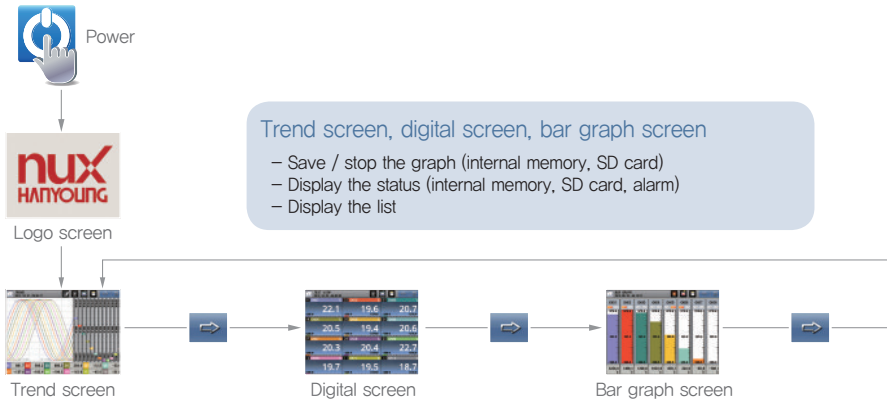 Power
Trend screen, digital screen, bar graph screen
- Save / stop the graph (internal memory, SD card)
- Display the status (internal memory, SD card, alarm)
- Display the list
nux
HANYOUNG
Logo screen
22.1 19.6 20.7
20.5 19.4 20.6
20.3 20.4 22.7
19.7 19.5 18.7
Trend screen
Digital screen
Bar graph screen